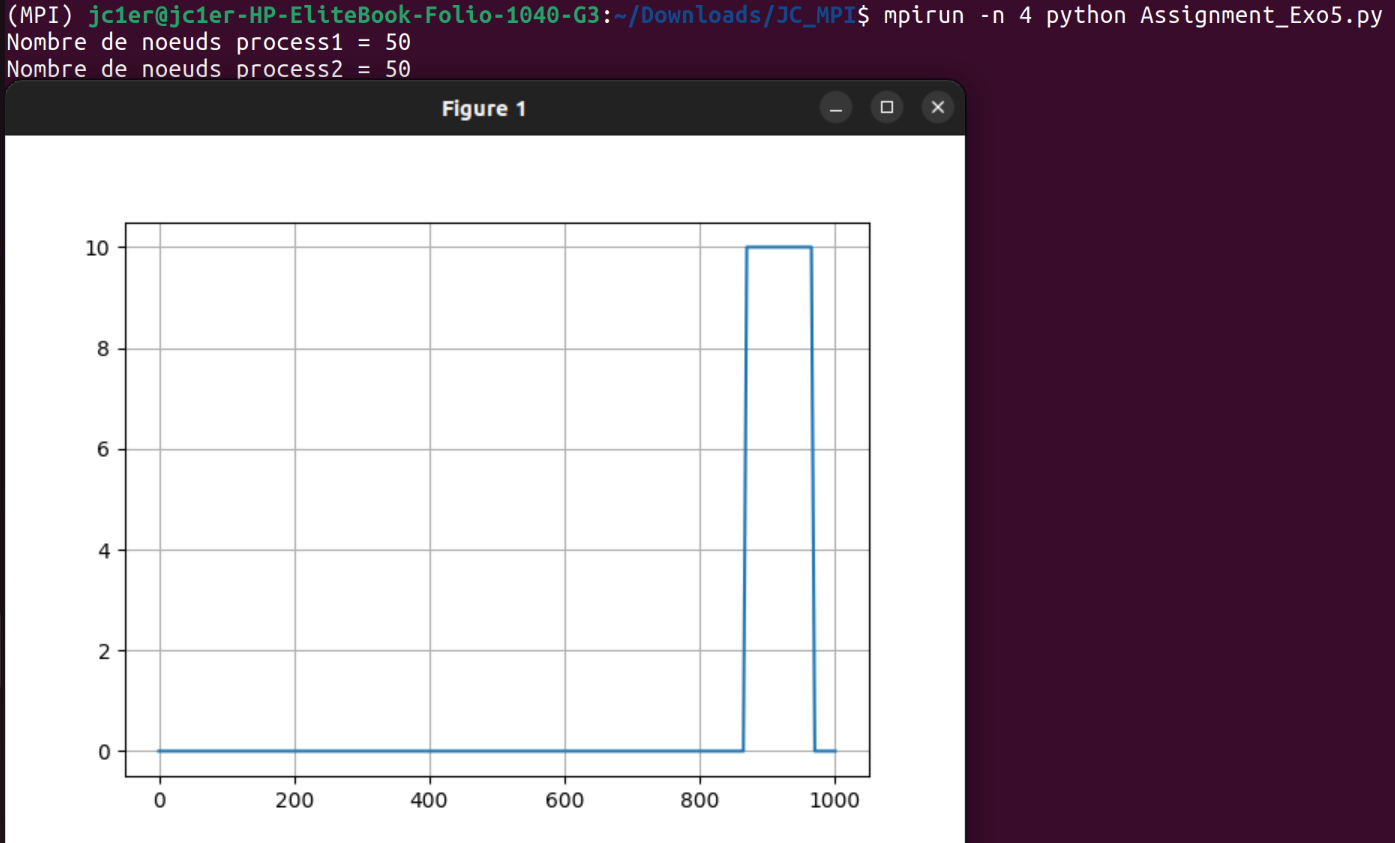 (MPI) jc1er@jc1er-HP-EliteBook-Folio-1040-G3:~/Downloads/JC_MPI$ mpirun -n 4 python Assignment_Exo5.py
Nombre de noeuds process1 = 50
Nombre de noeuds process2 = 50
Figure 1
10
8
6
4
2
0
0 200 400 600 800 1000